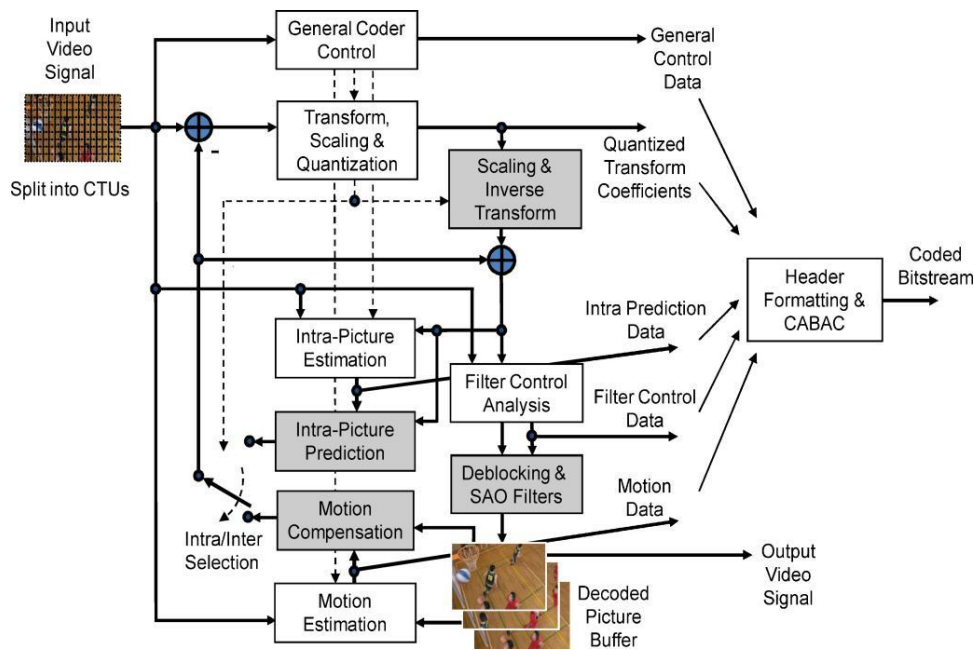 Input
Video
Signal
Split into CTUs
General Coder
Control
Transform,
Scaling &
Quantization
-
Scaling &
Inverse
Transform
General
Control
Data
Quantized
Transform
Coefficients
Intra-Picture
Estimation
Intra-Picture
Prediction
Filter Control
Analysis
Deblocking &
SAO Filters
Motion
Compensation
Intra/Inter
Selection
Motion
Estimation
Intra Prediction
Data
Filter Control
Data
Motion
Data
Header
Formatting &
CABAC
Coded
Bitstream
Output
Video
Signal
Decoded
Picture
Buffer